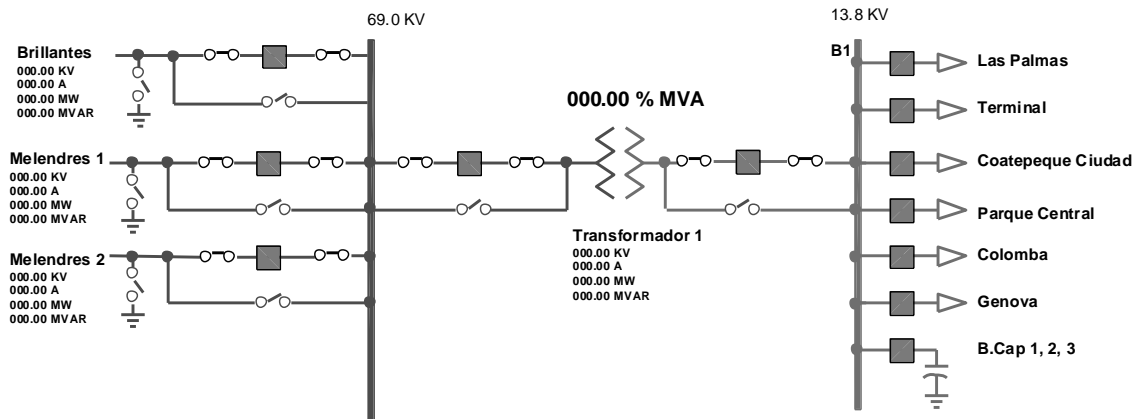 69.0 KV
13.8 KV
Brillantes
000.00 KV
000.00 A
000.00 MW
000.00 MVAR
Melendres 1
000.00 KV
000.00 A
000.00 MW
000.00 MVAR
Melendres 2
000.00 KV
000.00 A
000.00 MW
000.00 MVAR
000.00 % MVA
Transformador 1
000.00 KV
000.00 A
000.00 MW
000.00 MVAR
B1
Las Palmas
Terminal
Coatepeque Ciudad
Parque Central
Colomba
Genova
B.Cap 1, 2, 3